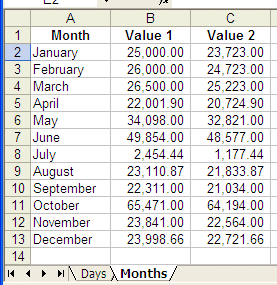 A B C
1 Month Value 1 Value 2
2 January 25,000.00 23,723.00
3 February 26,000.00 24,723.00
4 March 26,500.00 25,223.00
5 April 22,001.90 20,724.90
6 May 34,098.00 32,821.00
7 June 49,854.00 48,577.00
8 July 2,454.44 1,177.44
9 August 23,110.87 21,833.87
10 September 22,311.00 21,034.00
11 October 65,471.00 64,194.00
12 November 23,841.00 22,564.00
13 December 23,998.66 22,721.66
14
Days Months